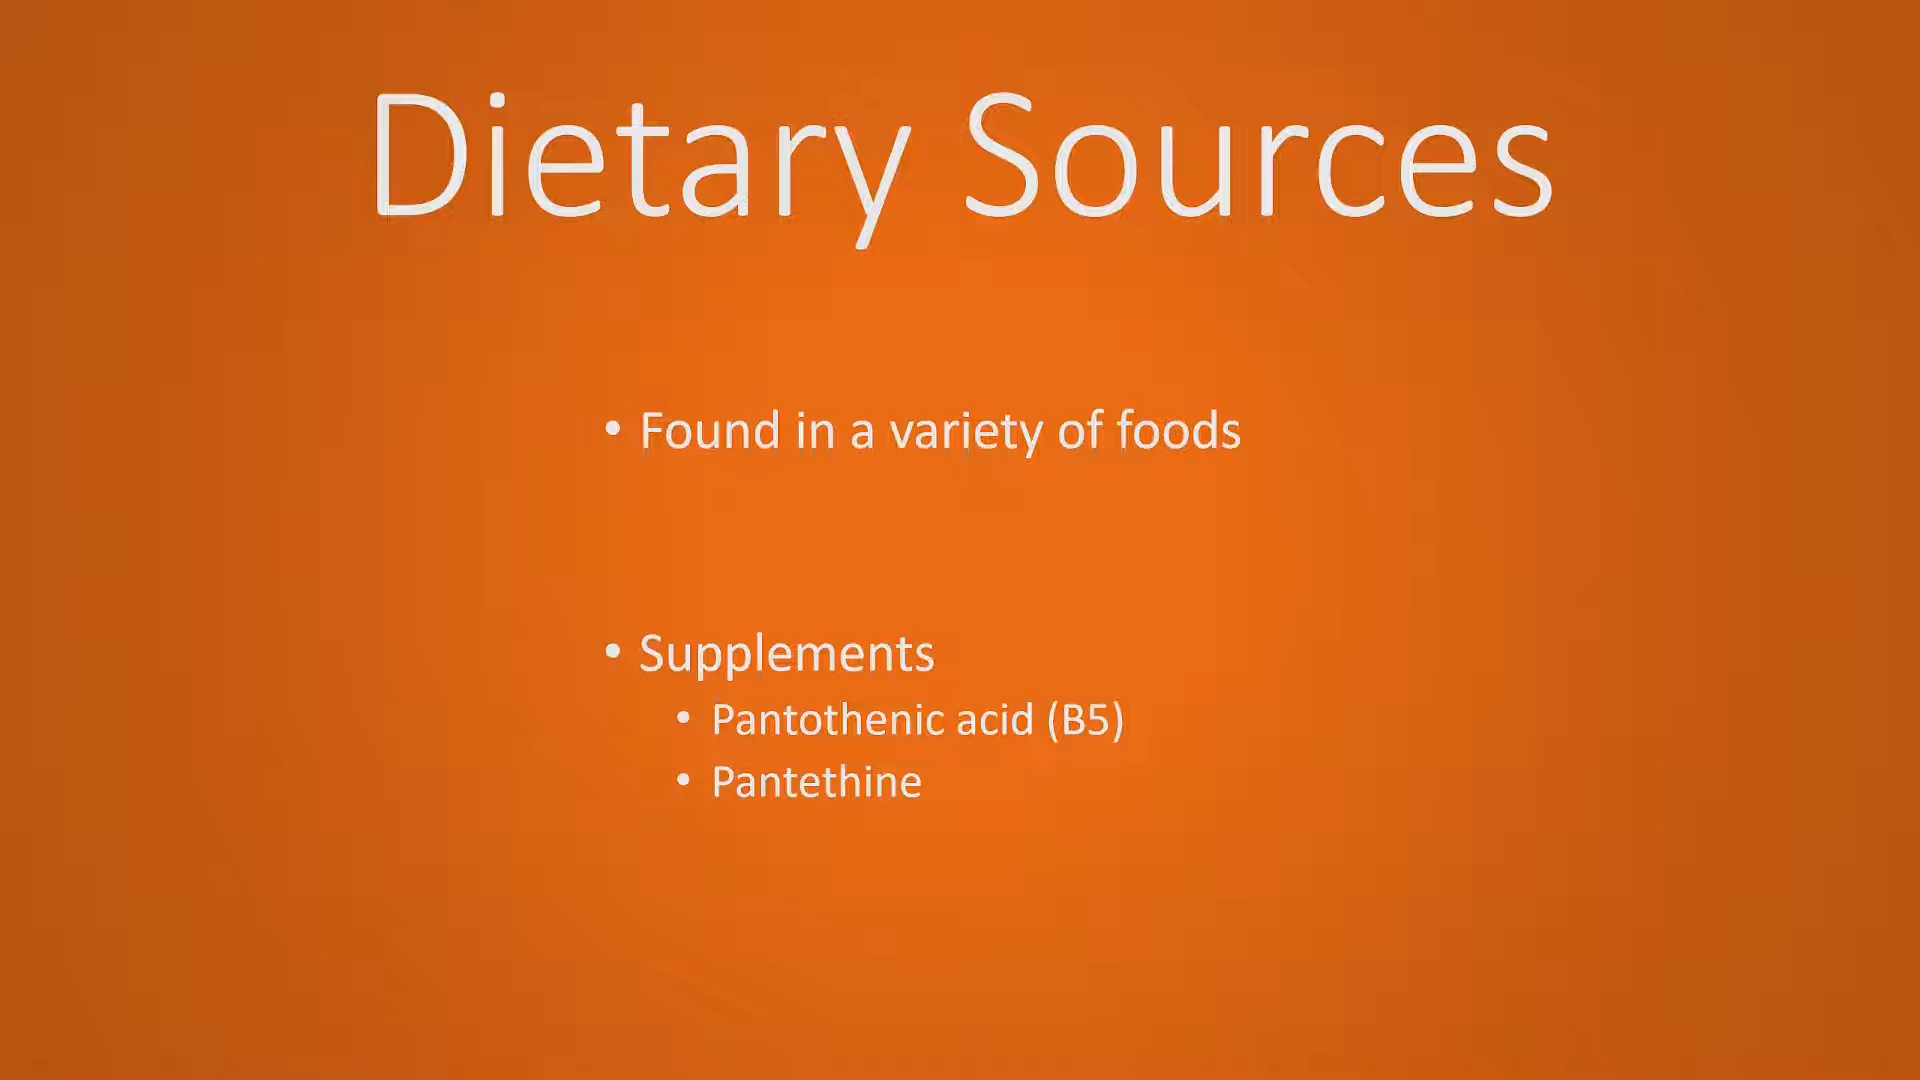 Dietary Sources
• Found in a variety of foods
• Supplements
• Pantothenic acid (B5)
• Pantethine